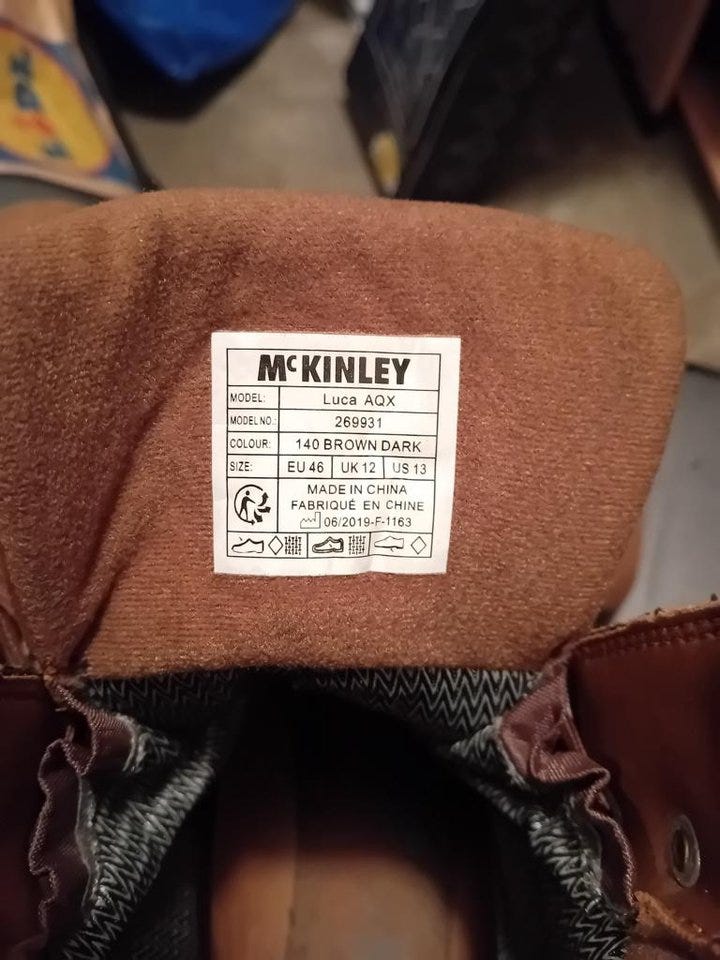 McKINLEY
MODEL: Luca AQX
MODEL NO.: 269931
COLOUR: 140 BROWN DARK
SIZE: EU 46 UK 12 US 13
MADE IN CHINA
FABRIQUÉ EN CHINE
06/2019-F-1163